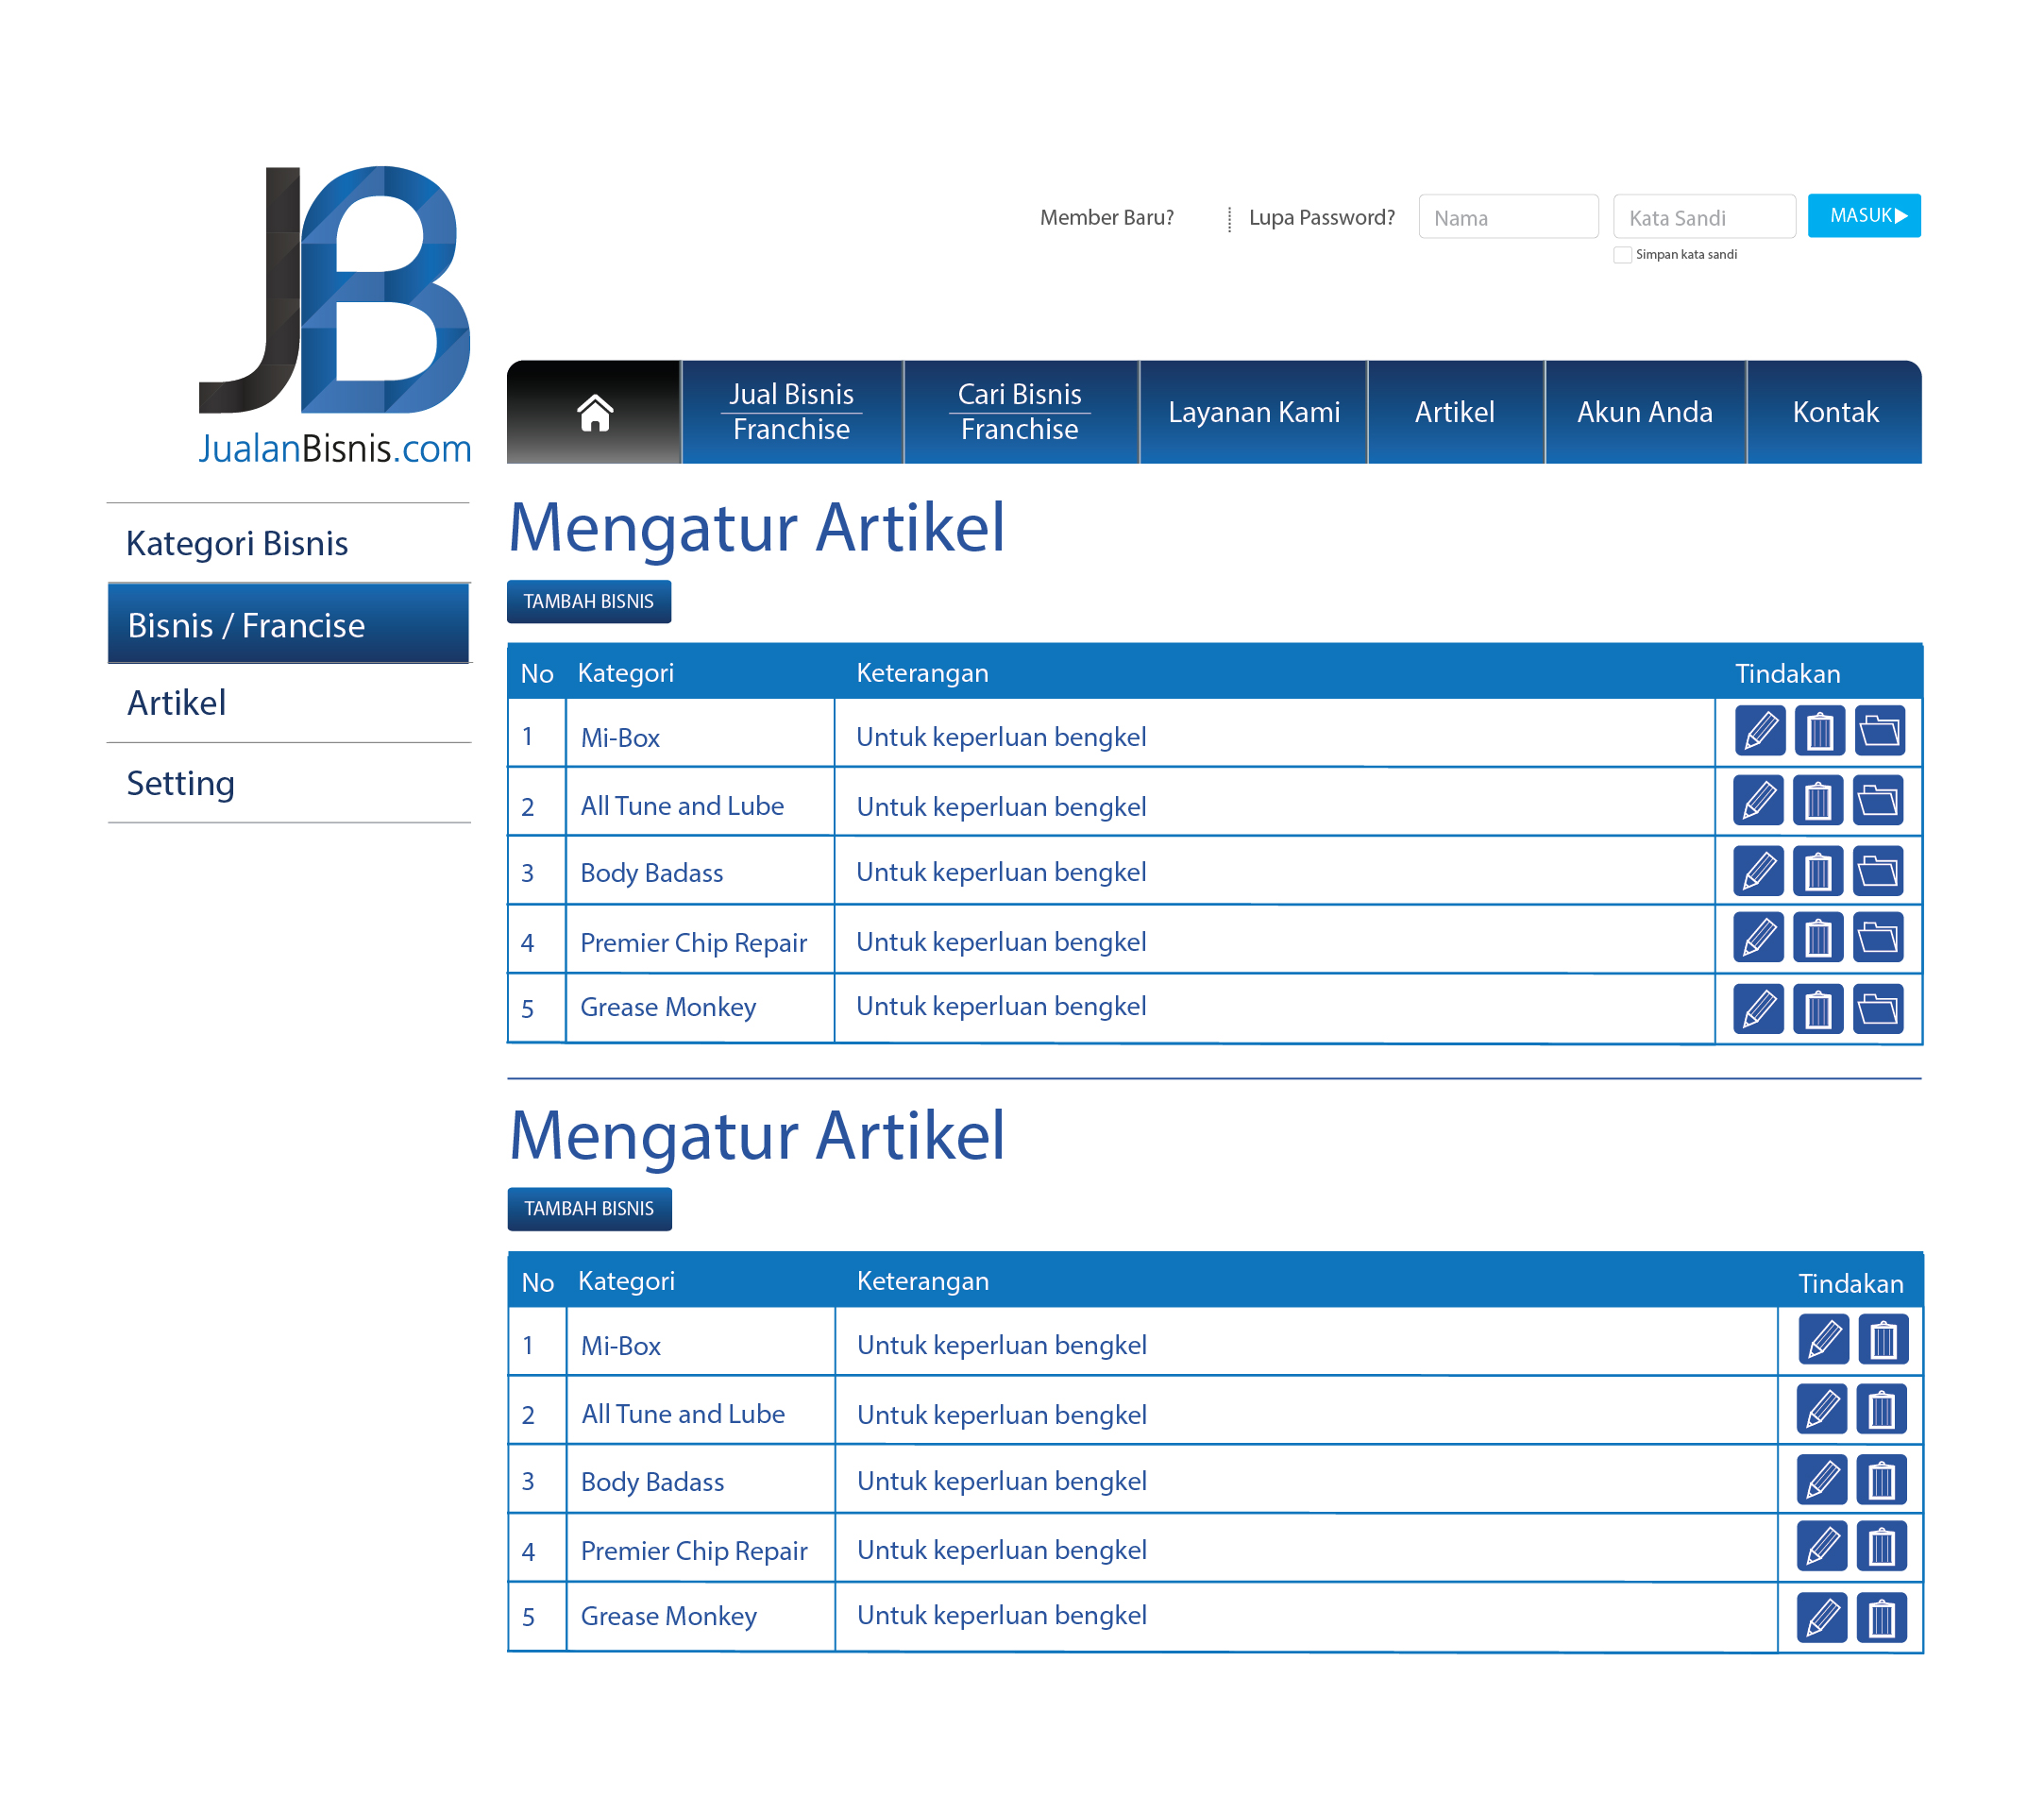 JB
JualanBisnis.com
Member Baru?
Lupa Password?
Nama
Kata Sandi
MASUK
Simpan kata sandi
Jual Bisnis
Franchise
Cari Bisnis
Franchise
Layanan Kami
Artikel
Akun Anda
Kontak
Kategori Bisnis
Bisnis / Francise
Artikel
Setting
Mengatur Artikel
TAMBAH BISNIS
No Kategori Keterangan Tindakan
1 Mi-Box Untuk keperluan bengkel
2 All Tune and Lube Untuk keperluan bengkel
3 Body Badass Untuk keperluan bengkel
4 Premier Chip Repair Untuk keperluan bengkel
5 Grease Monkey Untuk keperluan bengkel
Mengatur Artikel
TAMBAH BISNIS
No Kategori Keterangan Tindakan
1 Mi-Box Untuk keperluan bengkel
2 All Tune and Lube Untuk keperluan bengkel
3 Body Badass Untuk keperluan bengkel
4 Premier Chip Repair Untuk keperluan bengkel
5 Grease Monkey Untuk keperluan bengkel